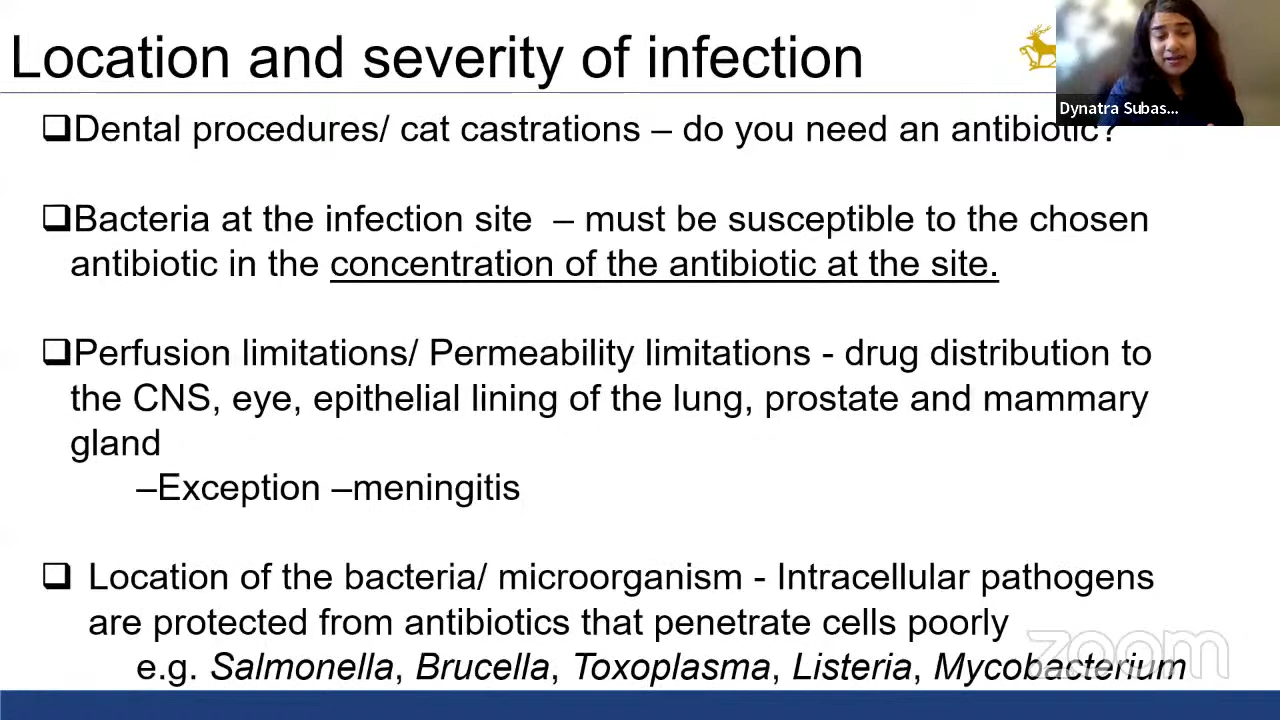 Location and severity of infection
Dynatra Subas...
❑Dental procedures/ cat castrations – do you need an antibiotic?
❑Bacteria at the infection site – must be susceptible to the chosen
antibiotic in the concentration of the antibiotic at the site.
❑Perfusion limitations/ Permeability limitations - drug distribution to
the CNS, eye, epithelial lining of the lung, prostate and mammary
gland
–Exception –meningitis
❑ Location of the bacteria/ microorganism - Intracellular pathogens
are protected from antibiotics that penetrate cells poorly
e.g. Salmonella, Brucella, Toxoplasma, Listeria, Mycobacterium
zoom